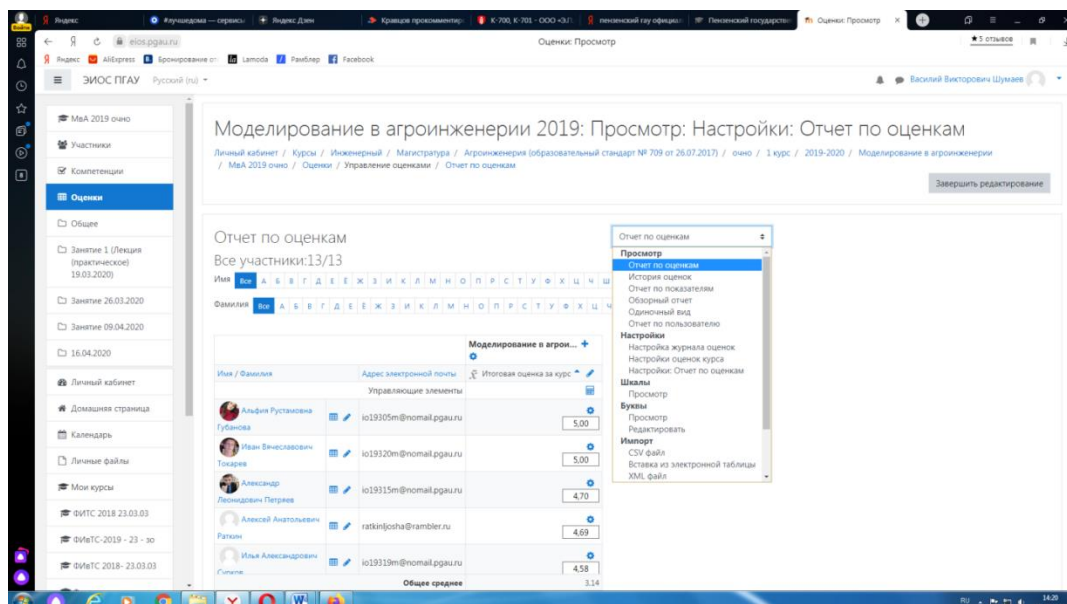 Яндекс
#лучшедома — сервисы
Яндекс.Дзен
Кравцов прокомментир
К-700, К-701 - ООО «З.П.
пензенский гау официал
Пензенский государстве
Оценки: Просмотр
eios.pgau.ru
Оценки: Просмотр
5 отзывов
Яндекс
AliExpress
Бронирование от
Lamoda
Рамблер
Facebook
ЭИОС ПГАУ
Русский (ru)
Василий Викторович Шумаев
МвА 2019 очно
Участники
Компетенции
Оценки
Общее
Занятие 1 (Лекция
(практическое)
19.03.2020)
Занятие 26.03.2020
Занятие 09.04.2020
16.04.2020
Личный кабинет
Домашняя страница
Календарь
Личные файлы
Мои курсы
ФИТС 2018 23.03.03
ФИвТС-2019 - 23 - зо
ФИвТС 2018- 23.03.03
Моделирование в агроинженерии 2019: Просмотр: Настройки: Отчет по оценкам
Личный кабинет / Курсы / Инженерный / Магистратура / Агроинженерия (образовательный стандарт № 709 от 26.07.2017) / очно / 1 курс / 2019-2020 / Моделирование в агроинженерии
/ МвА 2019 очно / Оценки / Управление оценками / Отчет по оценкам
Завершить редактирование
Отчет по оценкам
Все участники:13/13
Имя Все А Б В Г Д Е Ё Ж З И К Л М Н О П Р С Т У Ф Х Ц Ч Ш
Фамилия Все А Б В Г Д Е Ё Ж З И К Л М Н О П Р С Т У Ф Х Ц Ч
Моделирование в агрои...
Имя / Фамилия
Адрес электронной почты
Итоговая оценка за курс
Управляющие элементы
Альфия Рустамовна
Губанова
io19305m@nomail.pgau.ru
5,00
Иван Вячеславович
Токарев
io19320m@nomail.pgau.ru
5,00
Александр
Леонидович Петряев
io19315m@nomail.pgau.ru
4,70
Алексей Анатольевич
Раткин
ratkinljosha@rambler.ru
4,69
Илья Александрович
io19319m@nomail.pgau.ru
4,58
Общее среднее
3,14
Отчет по оценкам
Просмотр
Отчет по оценкам
История оценок
Отчет по показателям
Обзорный отчет
Одиночный вид
Отчет по пользователю
Настройки
Настройка журнала оценок
Настройки оценок курса
Настройки: Отчет по оценкам
Шкалы
Просмотр
Буквы
Просмотр
Редактировать
Импорт
CSV файл
Вставка из электронной таблицы
XML файл
RU
14:20